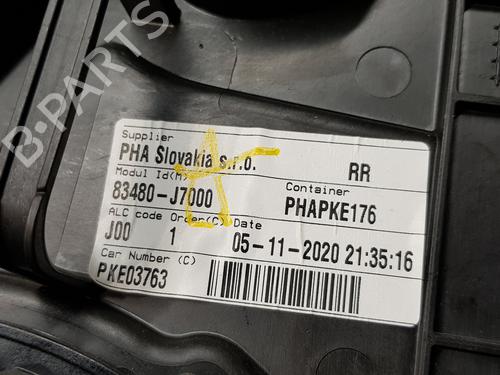 B-PARTS
Supplier
PHA Slovakia s.r.o. RR
Modul Id(M) Container
83480-J7000 PHAPKE176
ALC code Order(C) Date
J00 1 05-11-2020 21:35:16
Car Number (C)
PKE03763